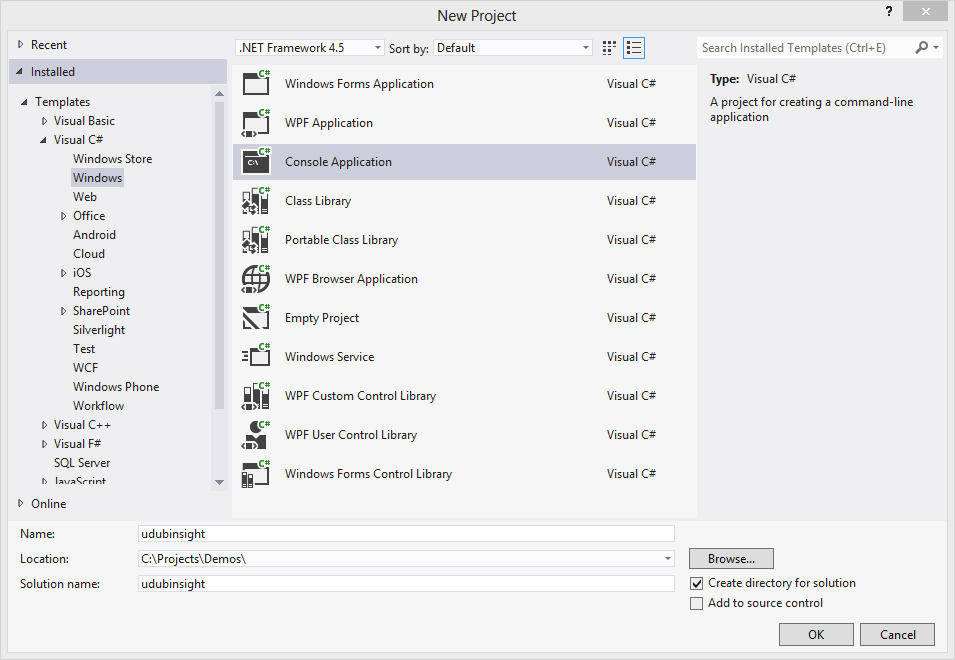 New Project
?
Recent
Installed
Templates
Visual Basic
Visual C#
Windows Store
Windows
Web
Office
Android
Cloud
iOS
Reporting
SharePoint
Silverlight
Test
WCF
Windows Phone
Workflow
Visual C++
Visual F#
SQL Server
JavaScript
Online
.NET Framework 4.5
Sort by: Default
C# Windows Forms Application Visual C#
C# WPF Application Visual C#
C# C:\ Console Application Visual C#
C# Class Library Visual C#
C# Portable Class Library Visual C#
C# WPF Browser Application Visual C#
C# Empty Project Visual C#
C# Windows Service Visual C#
C# WPF Custom Control Library Visual C#
C# WPF User Control Library Visual C#
C# Windows Forms Control Library Visual C#
Search Installed Templates (Ctrl+E)
Type: Visual C#
A project for creating a command-line
application
Name: udubinsight
Location: C:\Projects\Demos\
Browse...
Solution name: udubinsight
Create directory for solution
Add to source control
OK
Cancel